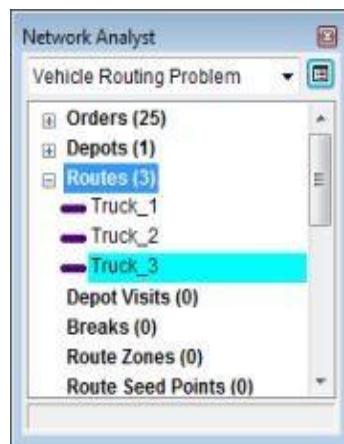 Network Analyst
Vehicle Routing Problem
Orders (25)
Depots (1)
Routes (3)
Truck_1
Truck_2
Truck_3
Depot Visits (0)
Breaks (0)
Route Zones (0)
Route Seed Points (0)